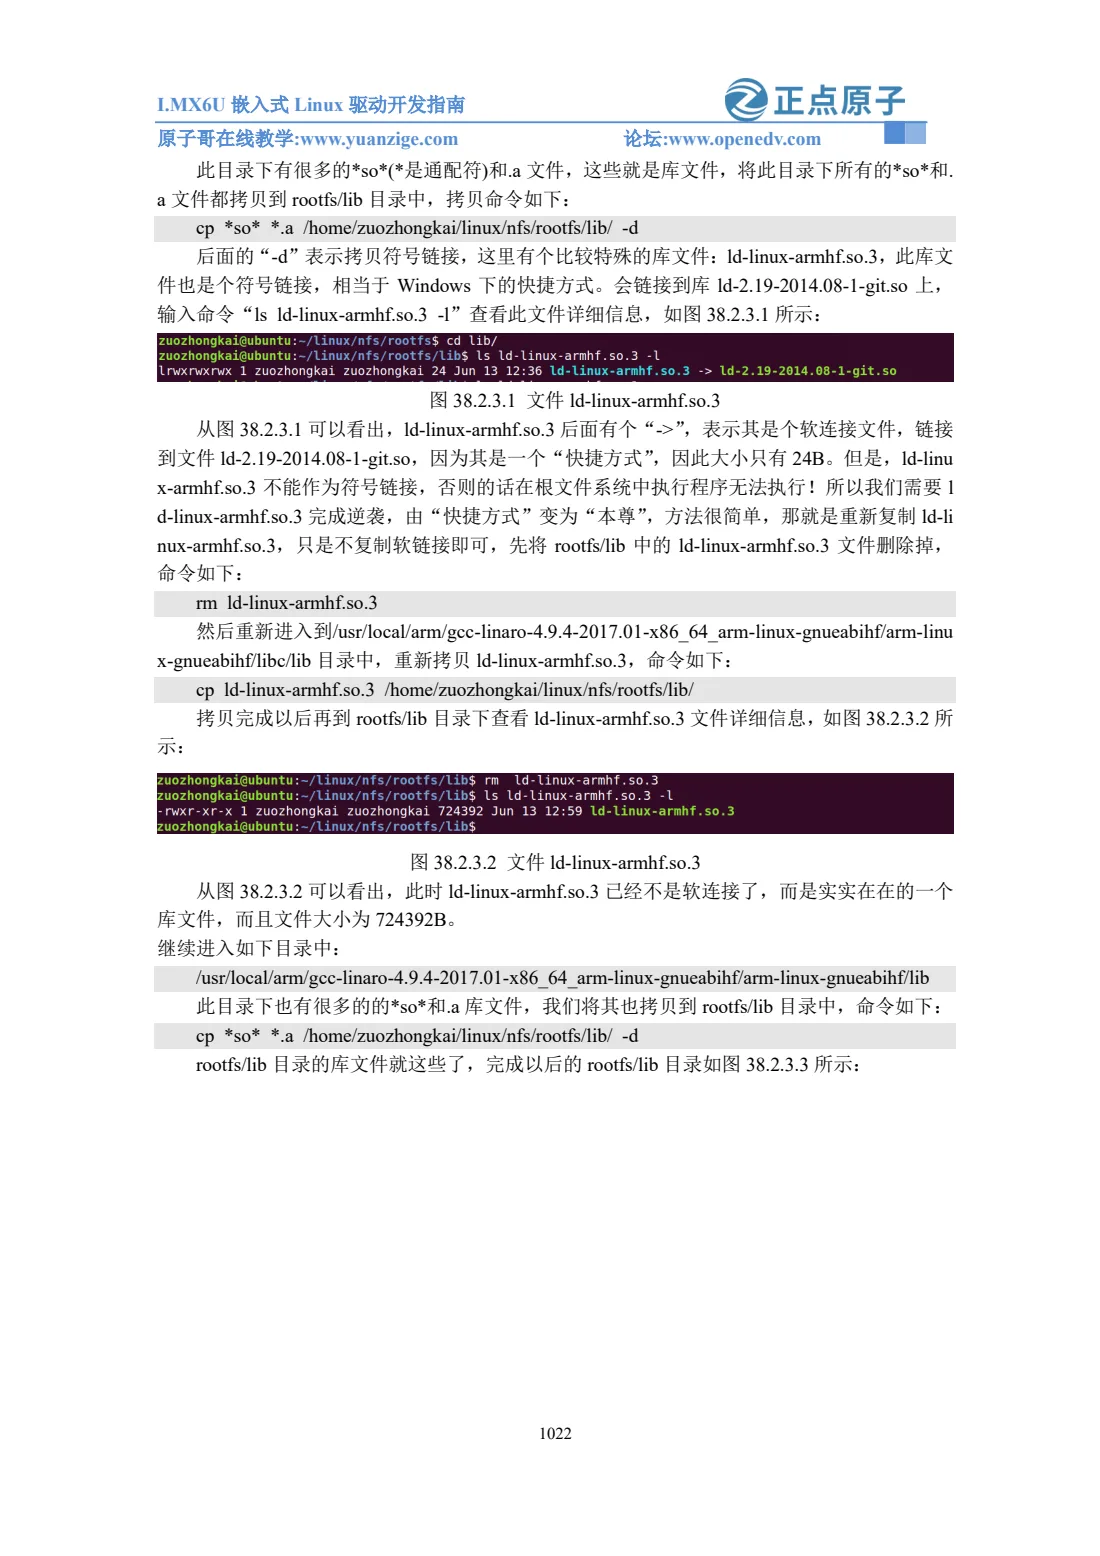 I.MX6U 嵌入式 Linux 驱动开发指南
正点原子
原子哥在线教学:www.yuanzige.com 论坛:www.openedv.com
此目录下有很多的*so*(*是通配符)和.a 文件，这些就是库文件，将此目录下所有的*so*和.
a 文件都拷贝到 rootfs/lib 目录中，拷贝命令如下：
cp *so* *.a /home/zuozhongkai/linux/nfs/rootfs/lib/ -d
后面的“-d”表示拷贝符号链接，这里有个比较特殊的库文件：ld-linux-armhf.so.3，此库文
件也是个符号链接，相当于 Windows 下的快捷方式。会链接到库 ld-2.19-2014.08-1-git.so 上，
输入命令“ls ld-linux-armhf.so.3 -l”查看此文件详细信息，如图 38.2.3.1 所示：
zuozhongkai@ubuntu:~/linux/nfs/rootfs$ cd lib/
zuozhongkai@ubuntu:~/linux/nfs/rootfs/lib$ ls ld-linux-armhf.so.3 -l
lrwxrwxrwx 1 zuozhongkai zuozhongkai 24 Jun 13 12:36 ld-linux-armhf.so.3 -> ld-2.19-2014.08-1-git.so
图 38.2.3.1 文件 ld-linux-armhf.so.3
从图 38.2.3.1 可以看出，ld-linux-armhf.so.3 后面有个“->”，表示其是个软连接文件，链接
到文件 ld-2.19-2014.08-1-git.so，因为其是一个“快捷方式”，因此大小只有 24B。但是，ld-linu
x-armhf.so.3 不能作为符号链接，否则的话在根文件系统中执行程序无法执行！所以我们需要 l
d-linux-armhf.so.3 完成逆袭，由“快捷方式”变为“本尊”，方法很简单，那就是重新复制 ld-li
nux-armhf.so.3，只是不复制软链接即可，先将 rootfs/lib 中的 ld-linux-armhf.so.3 文件删除掉，
命令如下：
rm ld-linux-armhf.so.3
然后重新进入到/usr/local/arm/gcc-linaro-4.9.4-2017.01-x86_64_arm-linux-gnueabihf/arm-linu
x-gnueabihf/libc/lib 目录中，重新拷贝 ld-linux-armhf.so.3，命令如下：
cp ld-linux-armhf.so.3 /home/zuozhongkai/linux/nfs/rootfs/lib/
拷贝完成以后再到 rootfs/lib 目录下查看 ld-linux-armhf.so.3 文件详细信息，如图 38.2.3.2 所
示：
zuozhongkai@ubuntu:~/linux/nfs/rootfs/lib$ rm  ld-linux-armhf.so.3
zuozhongkai@ubuntu:~/linux/nfs/rootfs/lib$ ls ld-linux-armhf.so.3 -l
-rwxr-xr-x 1 zuozhongkai zuozhongkai 724392 Jun 13 12:59 ld-linux-armhf.so.3
zuozhongkai@ubuntu:~/linux/nfs/rootfs/lib$
图 38.2.3.2 文件 ld-linux-armhf.so.3
从图 38.2.3.2 可以看出，此时 ld-linux-armhf.so.3 已经不是软连接了，而是实实在在的一个
库文件，而且文件大小为 724392B。
继续进入如下目录中：
/usr/local/arm/gcc-linaro-4.9.4-2017.01-x86_64_arm-linux-gnueabihf/arm-linux-gnueabihf/lib
此目录下也有很多的的*so*和.a 库文件，我们将其也拷贝到 rootfs/lib 目录中，命令如下：
cp *so* *.a /home/zuozhongkai/linux/nfs/rootfs/lib/ -d
rootfs/lib 目录的库文件就这些了，完成以后的 rootfs/lib 目录如图 38.2.3.3 所示：
1022